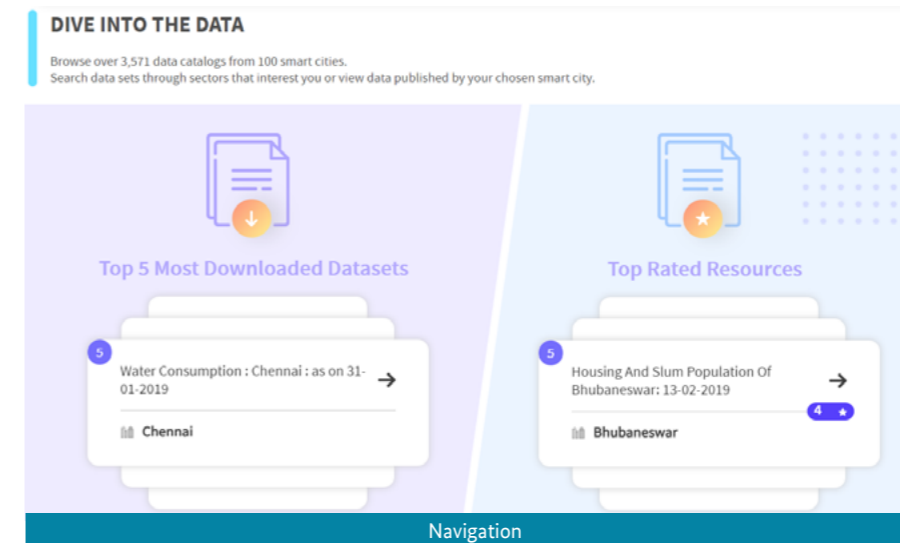 DIVE INTO THE DATA
Browse over 3,571 data catalogs from 100 smart cities.
Search data sets through sectors that interest you or view data published by your chosen smart city.
Top 5 Most Downloaded Datasets
5
Water Consumption : Chennai : as on 31-
01-2019
Chennai
Top Rated Resources
5
Housing And Slum Population Of
Bhubaneswar: 13-02-2019
4
Bhubaneswar
Navigation